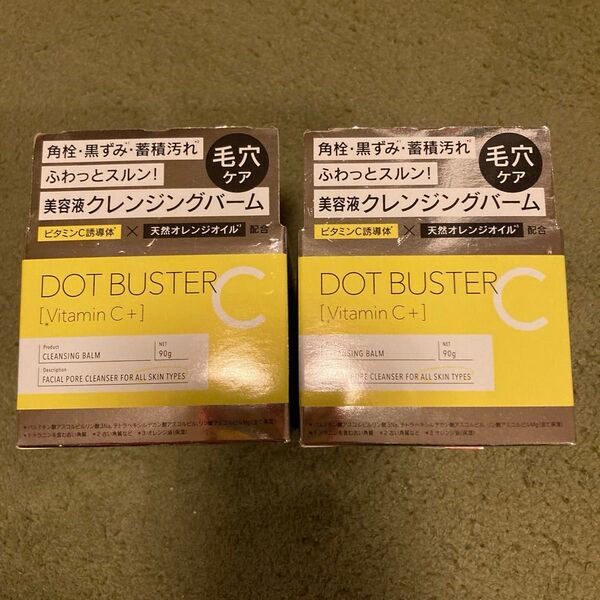 角栓・黒ずみ・蓄積汚れ
ふわっとスルン!
美容液クレンジングバーム
毛穴
ケア
ビタミンC誘導体 × 天然オレンジオイル 配合
DOT BUSTER C
[Vitamin C+]
Product
CLEANSING BALM
NET
90g
Description
FACIAL PORE CLEANSER FOR ALL SKIN TYPES
角栓・黒ずみ・蓄積汚れ
ふわっとスルン!
美容液クレンジングバーム
毛穴
ケア
ビタミンC誘導体 × 天然オレンジオイル 配合
DOT BUSTER C
[Vitamin C+]
BALM
NET
90g
PORE CLEANSER FOR ALL SKIN TYPES